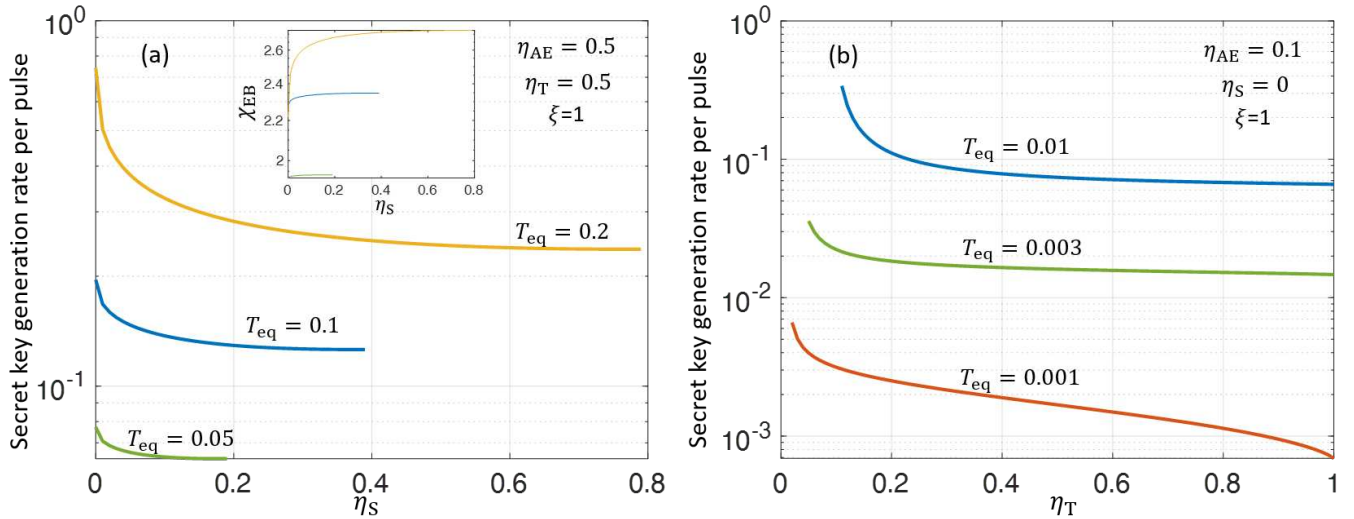 (a)
Secret key generation rate per pulse
10^0
10^-1
η_AE = 0.5
η_T = 0.5
ξ=1
χ_EB
2.6
2.4
2.2
2
0 0.2 0.4 0.6 0.8
η_S
T_eq = 0.2
T_eq = 0.1
T_eq = 0.05
0 0.2 0.4 0.6 0.8
η_S
(b)
Secret key generation rate per pulse
10^0
10^-1
10^-2
10^-3
η_AE = 0.1
η_S = 0
ξ=1
T_eq = 0.01
T_eq = 0.003
T_eq = 0.001
0 0.2 0.4 0.6 0.8 1
η_T